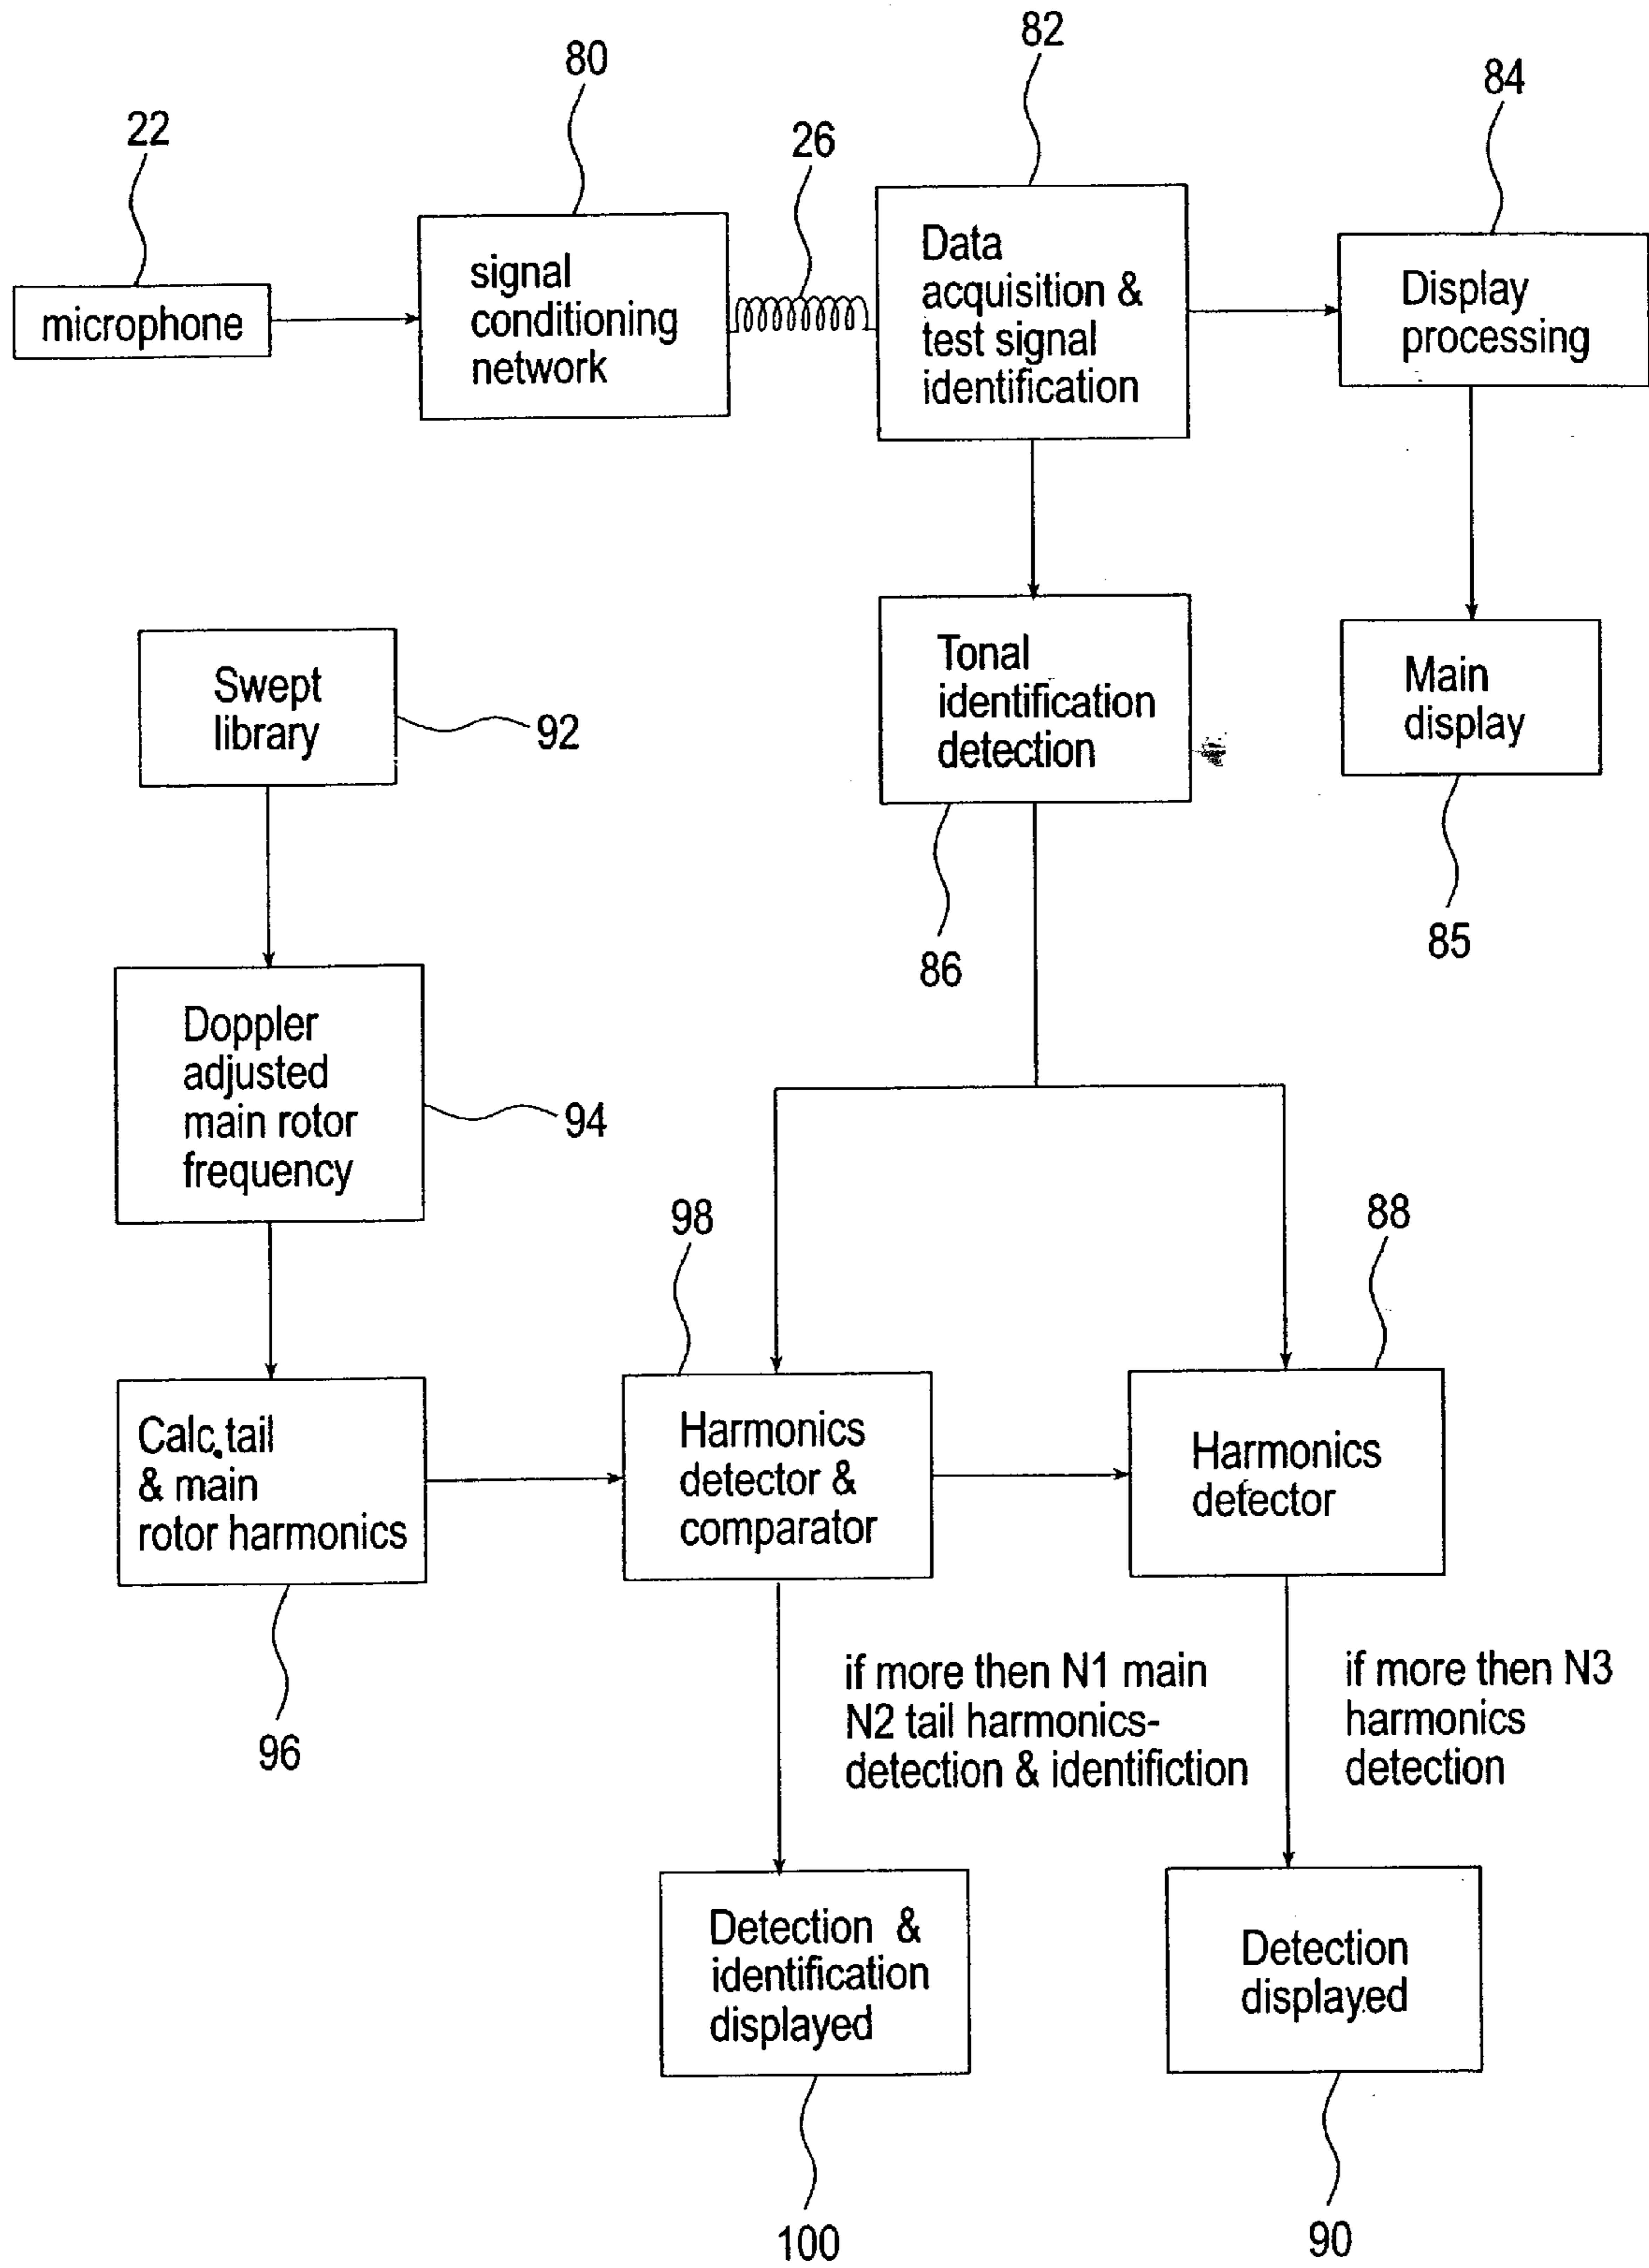 82
80
84
22
26
microphone
signal
conditioning
network
Data
acquisition &
test signal
identification
Display
processing
Swept
library
92
Tonal
identification
detection
86
Main
display
85
Doppler
adjusted
main rotor
frequency
94
98
88
Calc. tail
& main
rotor harmonics
96
Harmonics
detector &
comparator
Harmonics
detector
if more then N1 main
N2 tail harmonics-
detection & identifiction
if more then N3
harmonics
detection
Detection &
identification
displayed
100
Detection
displayed
90